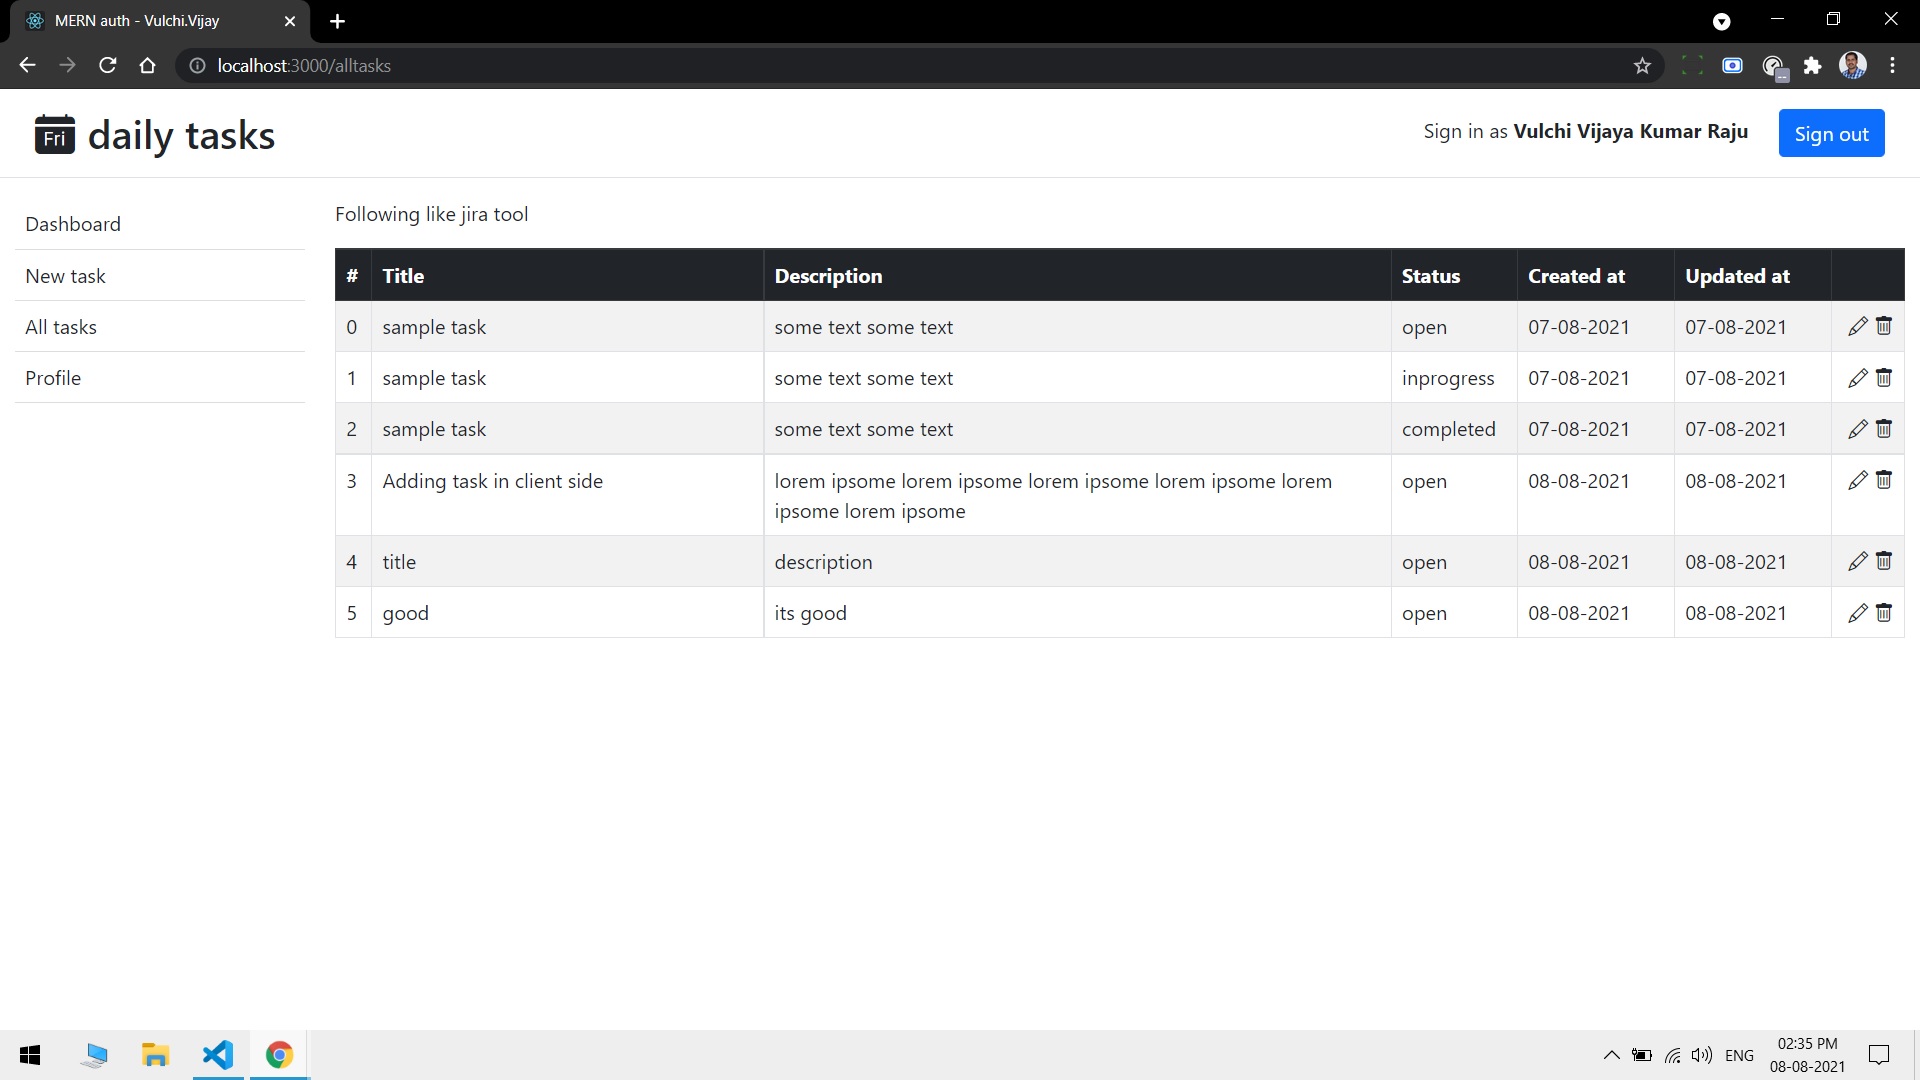 MERN auth - Vulchi.Vijay
localhost:3000/alltasks
Fri daily tasks
Sign in as Vulchi Vijaya Kumar Raju
Sign out
Dashboard
New task
All tasks
Profile
Following like jira tool
# Title Description Status Created at Updated at
0 sample task some text some text open 07-08-2021 07-08-2021
1 sample task some text some text inprogress 07-08-2021 07-08-2021
2 sample task some text some text completed 07-08-2021 07-08-2021
3 Adding task in client side lorem ipsome lorem ipsome lorem ipsome lorem ipsome lorem open 08-08-2021 08-08-2021
ipsome lorem ipsome
4 title description open 08-08-2021 08-08-2021
5 good its good open 08-08-2021 08-08-2021
ENG
02:35 PM
08-08-2021